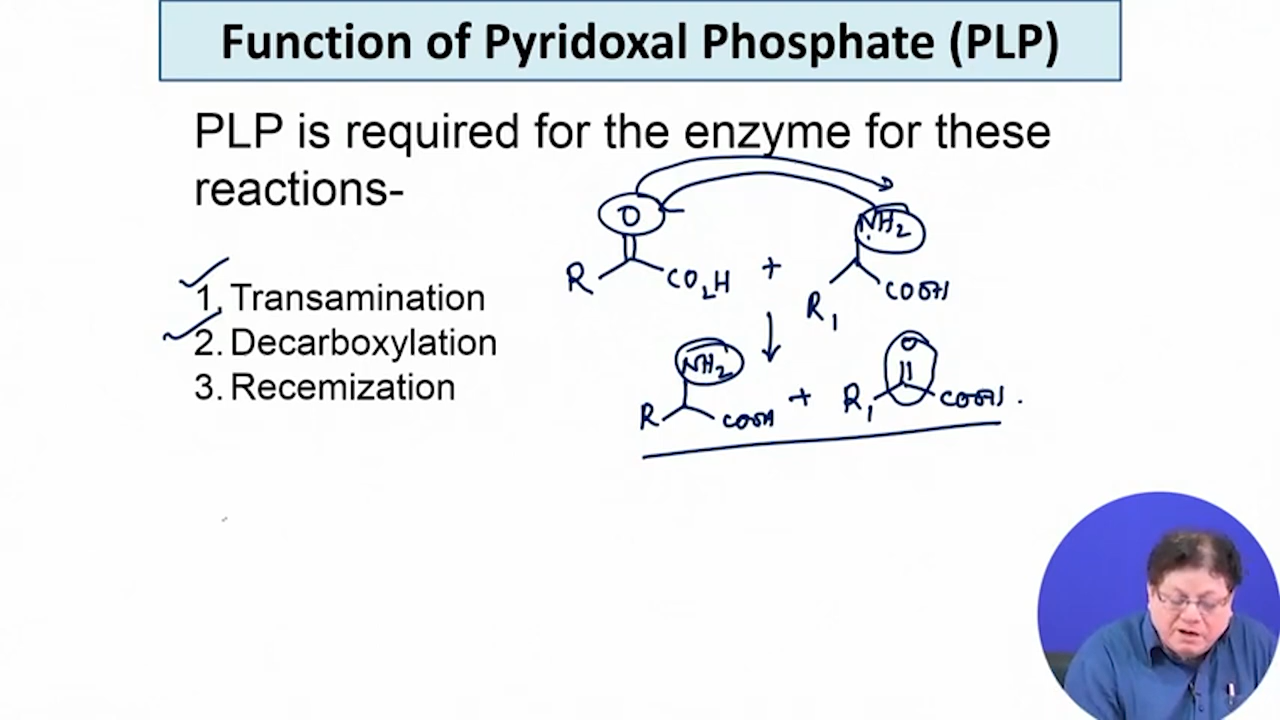 Function of Pyridoxal Phosphate (PLP)
PLP is required for the enzyme for these
reactions-
1. Transamination
2. Decarboxylation
3. Recemization
O NH2
R CO2H + R1 COOH
NH2 O
R COOH + R1 COOH.